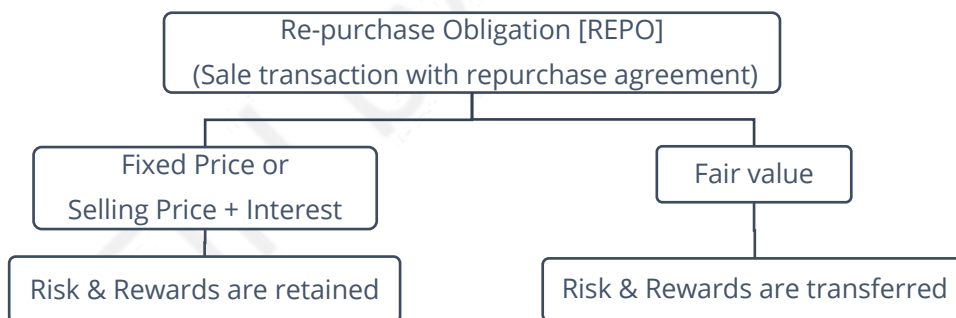 Re-purchase Obligation [REPO]
(Sale transaction with repurchase agreement)
Fixed Price or
Selling Price + Interest
Fair value
Risk & Rewards are retained
Risk & Rewards are transferred